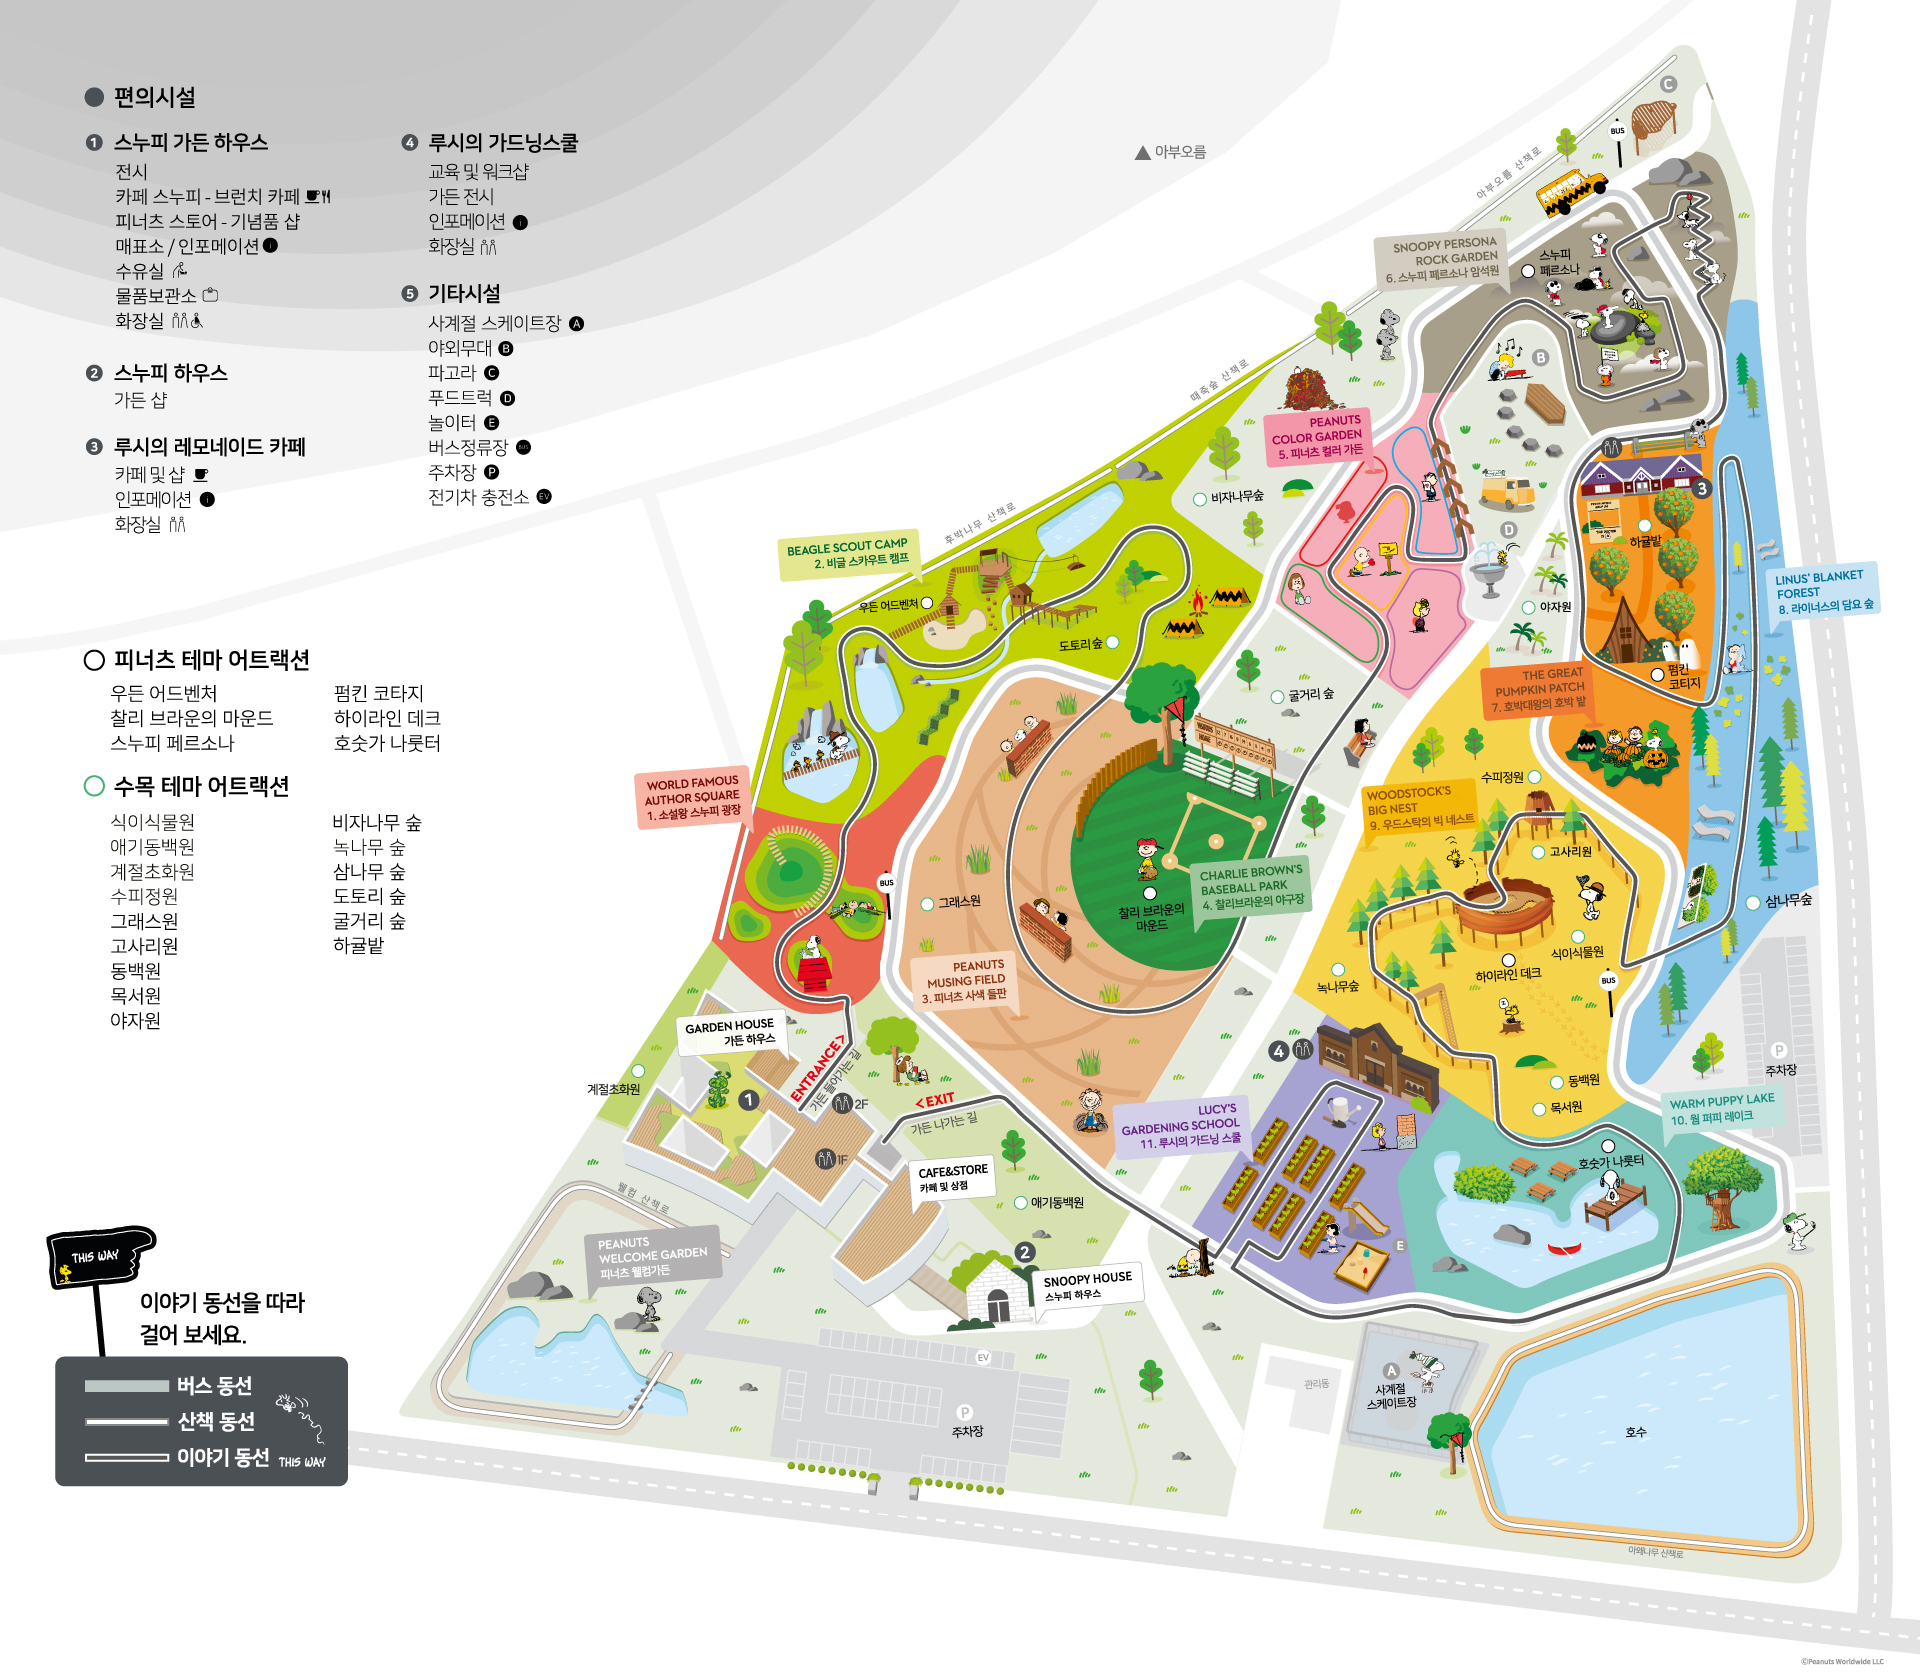 편의시설
1 스누피 가든 하우스
전시
카페 스누피 - 브런치 카페
피너츠 스토어 - 기념품 샵
매표소 / 인포메이션 i
수유실
물품보관소
화장실
2 스누피 하우스
가든 샵
3 루시의 레모네이드 카페
카페 및 샵
인포메이션 i
화장실
4 루시의 가드닝스쿨
교육 및 워크샵
가든 전시
인포메이션 i
화장실
5 기타시설
사계절 스케이트장 A
야외무대 B
파고라 C
푸드트럭 D
놀이터 E
버스정류장 BUS
주차장 P
전기차 충전소 EV
피너츠 테마 어트랙션
우든 어드벤처
찰리 브라운의 마운드
스누피 페르소나
펌킨 코티지
하이라인 데크
호숫가 나룻터
수목 테마 어트랙션
식이식물원
애기동백원
계절초화원
수피정원
그래스원
고사리원
동백원
목서원
야자원
비자나무 숲
녹나무 숲
삼나무 숲
도토리 숲
굴거리 숲
하귤밭
THIS WAY
이야기 동선을 따라
걸어 보세요.
버스 동선
산책 동선
이야기 동선 THIS WAY
▲ 아부오름
아부오름 산책로
때죽숲 산책로
후박나무 산책로
C
BUS
SNOOPY PERSONA
ROCK GARDEN
6. 스누피 페르소나 암석원
스누피
페르소나
B
PEANUTS
COLOR GARDEN
5. 피너츠 컬러 가든
비자나무숲
3
하귤밭
D
야자원
BEAGLE SCOUT CAMP
2. 비글 스카우트 캠프
우든 어드벤처
도토리숲
LINUS' BLANKET
FOREST
8. 라이너스의 담요 숲
THE GREAT
PUMPKIN PATCH
7. 호박대왕의 호박 밭
펌킨
코티지
굴거리 숲
WORLD FAMOUS
AUTHOR SQUARE
1. 소설왕 스누피 광장
수피정원
WOODSTOCK'S
BIG NEST
9. 우드스탁의 빅 네스트
고사리원
BUS
그래스원
찰리 브라운의
마운드
CHARLIE BROWN'S
BASEBALL PARK
4. 찰리브라운의 야구장
삼나무숲
식이식물원
하이라인 데크
녹나무숲
BUS
PEANUTS
MUSING FIELD
3. 피너츠 사색 들판
GARDEN HOUSE
가든 하우스
ENTRANCE>
가든 들어가는 길
계절초화원
1
2F
<EXIT
가든 나가는 길
1F
4
동백원
목서원
P
주차장
LUCY'S
GARDENING SCHOOL
11. 루시의 가드닝 스쿨
WARM PUPPY LAKE
10. 웜 퍼피 레이크
호숫가 나룻터
CAFE&STORE
카페 및 상점
웰컴 산책로
애기동백원
PEANUTS
WELCOME GARDEN
피너츠 웰컴가든
2
SNOOPY HOUSE
스누피 하우스
E
EV
P
주차장
관리동
A
사계절
스케이트장
호수
아왜나무 산책로
©Peanuts Worldwide LLC